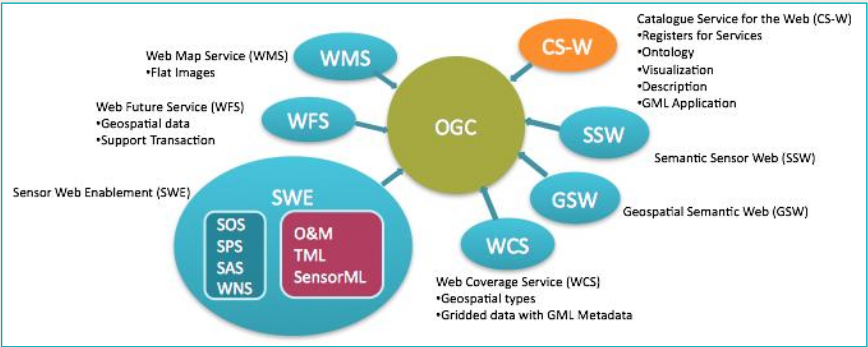 Web Map Service (WMS)
•Flat Images
WMS
CS-W
Catalogue Service for the Web (CS-W)
•Registers for Services
•Ontology
•Visualization
•Description
•GML Application
Web Future Service (WFS)
•Geospatial data
•Support Transaction
WFS
OGC
SSW
Semantic Sensor Web (SSW)
Sensor Web Enablement (SWE)
SWE
SOS
SPS
SAS
WNS
O&M
TML
SensorML
GSW
Geospatial Semantic Web (GSW)
WCS
Web Coverage Service (WCS)
•Geospatial types
•Gridded data with GML Metadata